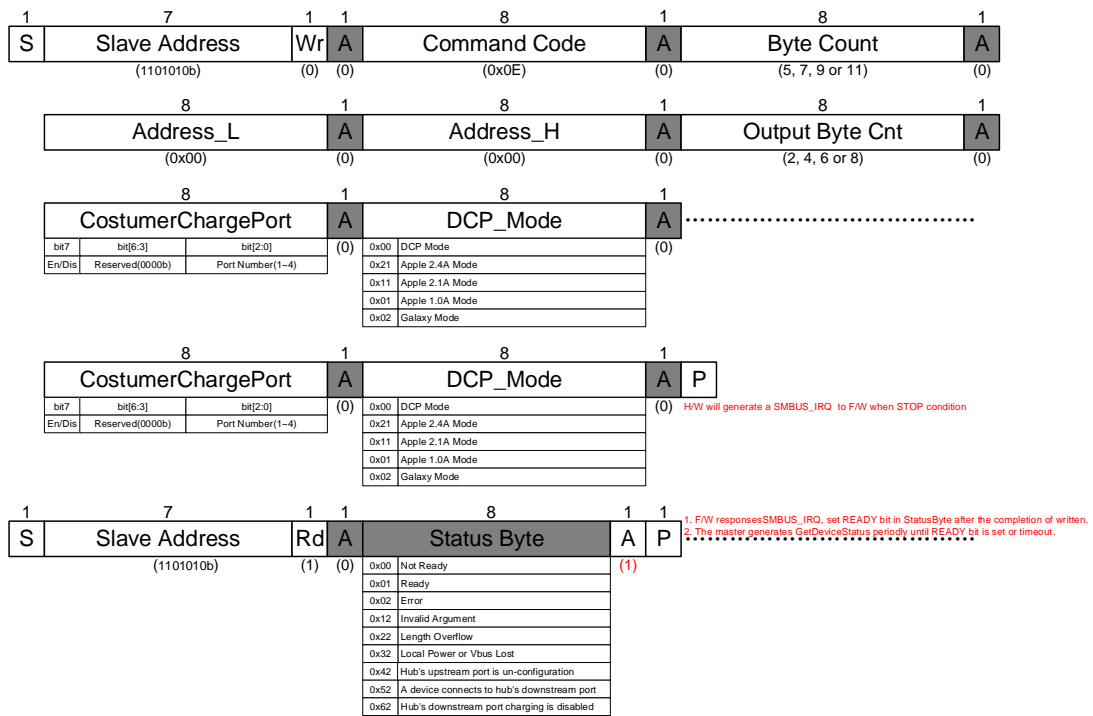 1 7 1 1 8 1 8 1
S Slave Address Wr A Command Code A Byte Count A
(1101010b) (0) (0) (0x0E) (0) (5, 7, 9 or 11) (0)
8 1 8 1 8 1
Address_L A Address_H A Output Byte Cnt A
(0x00) (0) (0x00) (0) (2, 4, 6 or 8) (0)
8 1 8 1
CostumerChargePort A DCP_Mode A ........................................
bit7 bit[6:3] bit[2:0] (0) 0x00 DCP Mode (0)
En/Dis Reserved(0000b) Port Number(1~4) 0x21 Apple 2.4A Mode
0x11 Apple 2.1A Mode
0x01 Apple 1.0A Mode
0x02 Galaxy Mode
8 1 8 1
CostumerChargePort A DCP_Mode A P
bit7 bit[6:3] bit[2:0] (0) 0x00 DCP Mode (0) H/W will generate a SMBUS_IRQ to F/W when STOP condition
En/Dis Reserved(0000b) Port Number(1~4) 0x21 Apple 2.4A Mode
0x11 Apple 2.1A Mode
0x01 Apple 1.0A Mode
0x02 Galaxy Mode
1 7 1 1 8 1 1
1. F/W responsesSMBUS_IRQ, set READY bit in StatusByte after the completion of written.
2. The master generates GetDeviceStatus periodly until READY bit is set or timeout.
S Slave Address Rd A Status Byte A P ........................................
(1101010b) (1) (0) 0x00 Not Ready (1)
0x01 Ready
0x02 Error
0x12 Invalid Argument
0x22 Length Overflow
0x32 Local Power or Vbus Lost
0x42 Hub's upstream port is un-configuration
0x52 A device connects to hub's downstream port
0x62 Hub's downstream port charging is disabled